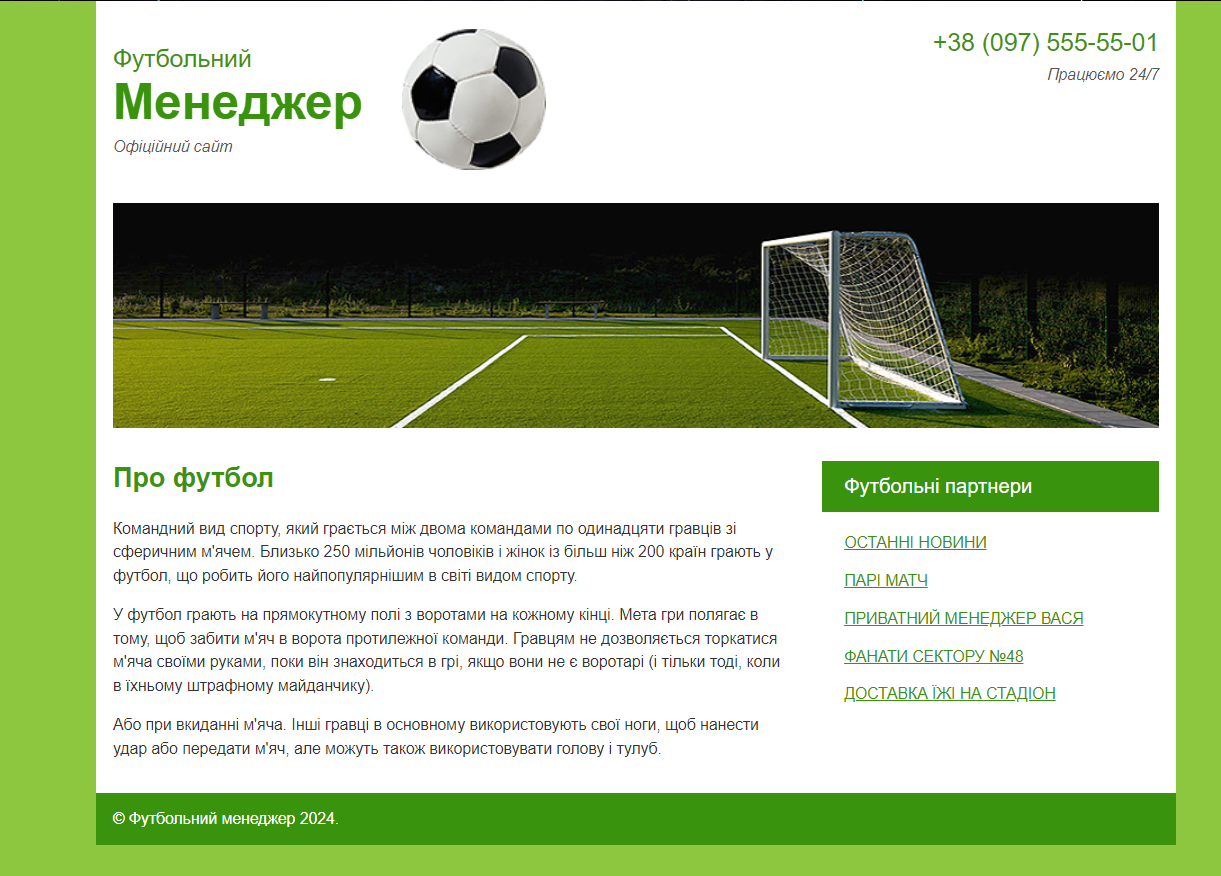 Футбольний
Менеджер
Офіційний сайт
+38 (097) 555-55-01
Працюємо 24/7
Про футбол
Командний вид спорту, який грається між двома командами по одинадцяти гравців зі
сферичним м'ячем. Близько 250 мільйонів чоловіків і жінок із більш ніж 200 країн грають у
футбол, що робить його найпопулярнішим в світі видом спорту.
У футбол грають на прямокутному полі з воротами на кожному кінці. Мета гри полягає в
тому, щоб забити м'яч в ворота протилежної команди. Гравцям не дозволяється торкатися
м'яча своїми руками, поки він знаходиться в грі, якщо вони не є воротарі (і тільки тоді, коли
в їхньому штрафному майданчику).
Або при вкиданні м'яча. Інші гравці в основному використовують свої ноги, щоб нанести
удар або передати м'яч, але можуть також використовувати голову і тулуб.
Футбольні партнери
ОСТАННІ НОВИНИ
ПАРІ МАТЧ
ПРИВАТНИЙ МЕНЕДЖЕР ВАСЯ
ФАНАТИ СЕКТОРУ №48
ДОСТАВКА ЇЖІ НА СТАДІОН
© Футбольний менеджер 2024.